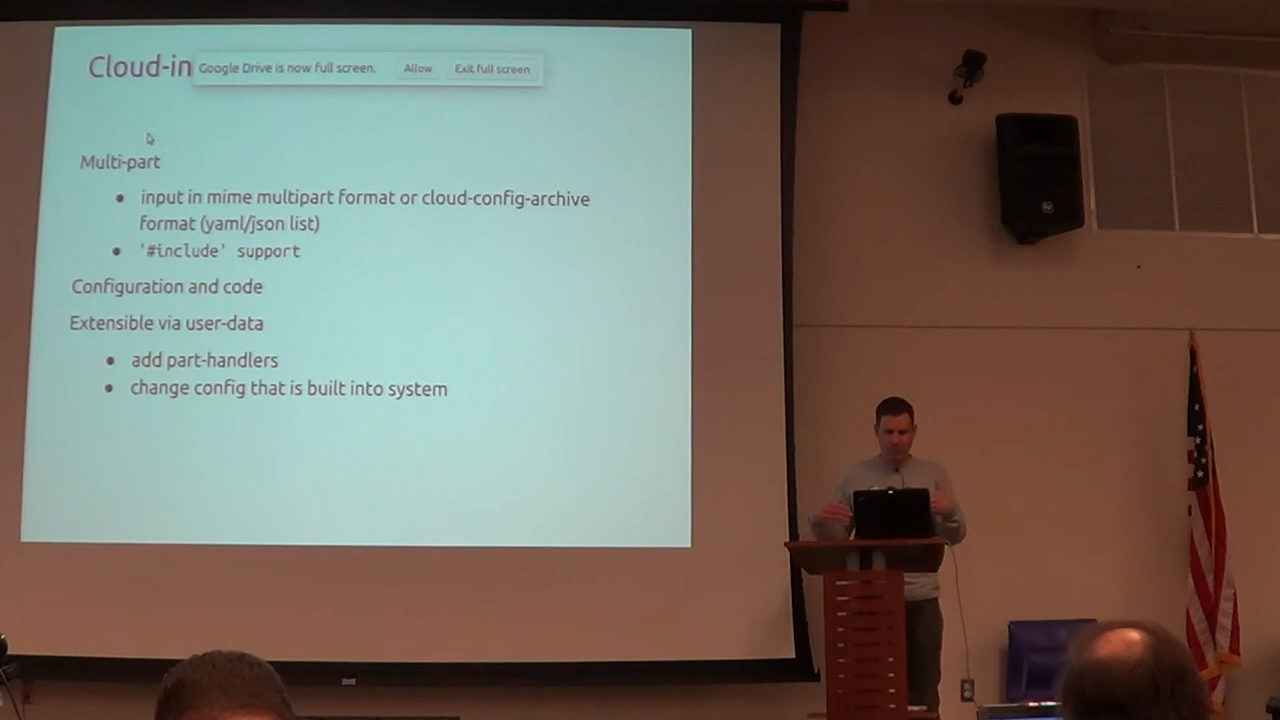 Cloud-in
Google Drive is now full screen. Allow Exit full screen
Multi-part
input in mime multipart format or cloud-config-archive
format (yaml/json list)
'#include' support
Configuration and code
Extensible via user-data
add part-handlers
change config that is built into system